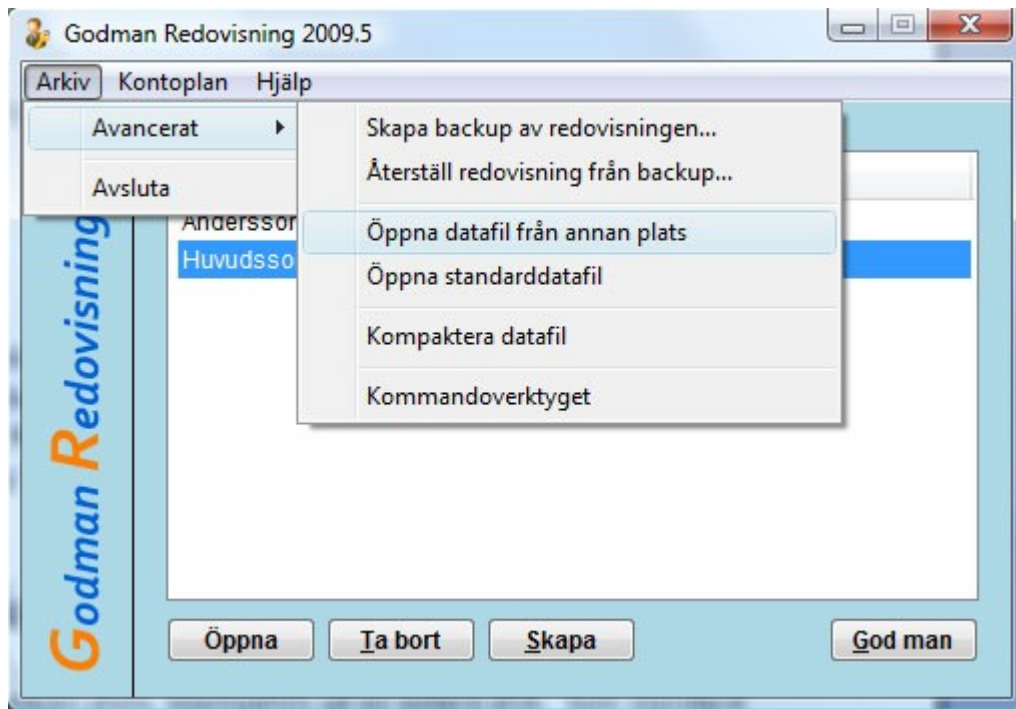 Godman Redovisning 2009.5
Arkiv Kontoplan Hjälp
Avancerat
Avsluta
Skapa backup av redovisningen...
Återställ redovisning från backup...
Öppna datafil från annan plats
Öppna standarddatafil
Kompaktera datafil
Kommandoverktyget
Godman Redovisning
Öppna Ta bort Skapa God man